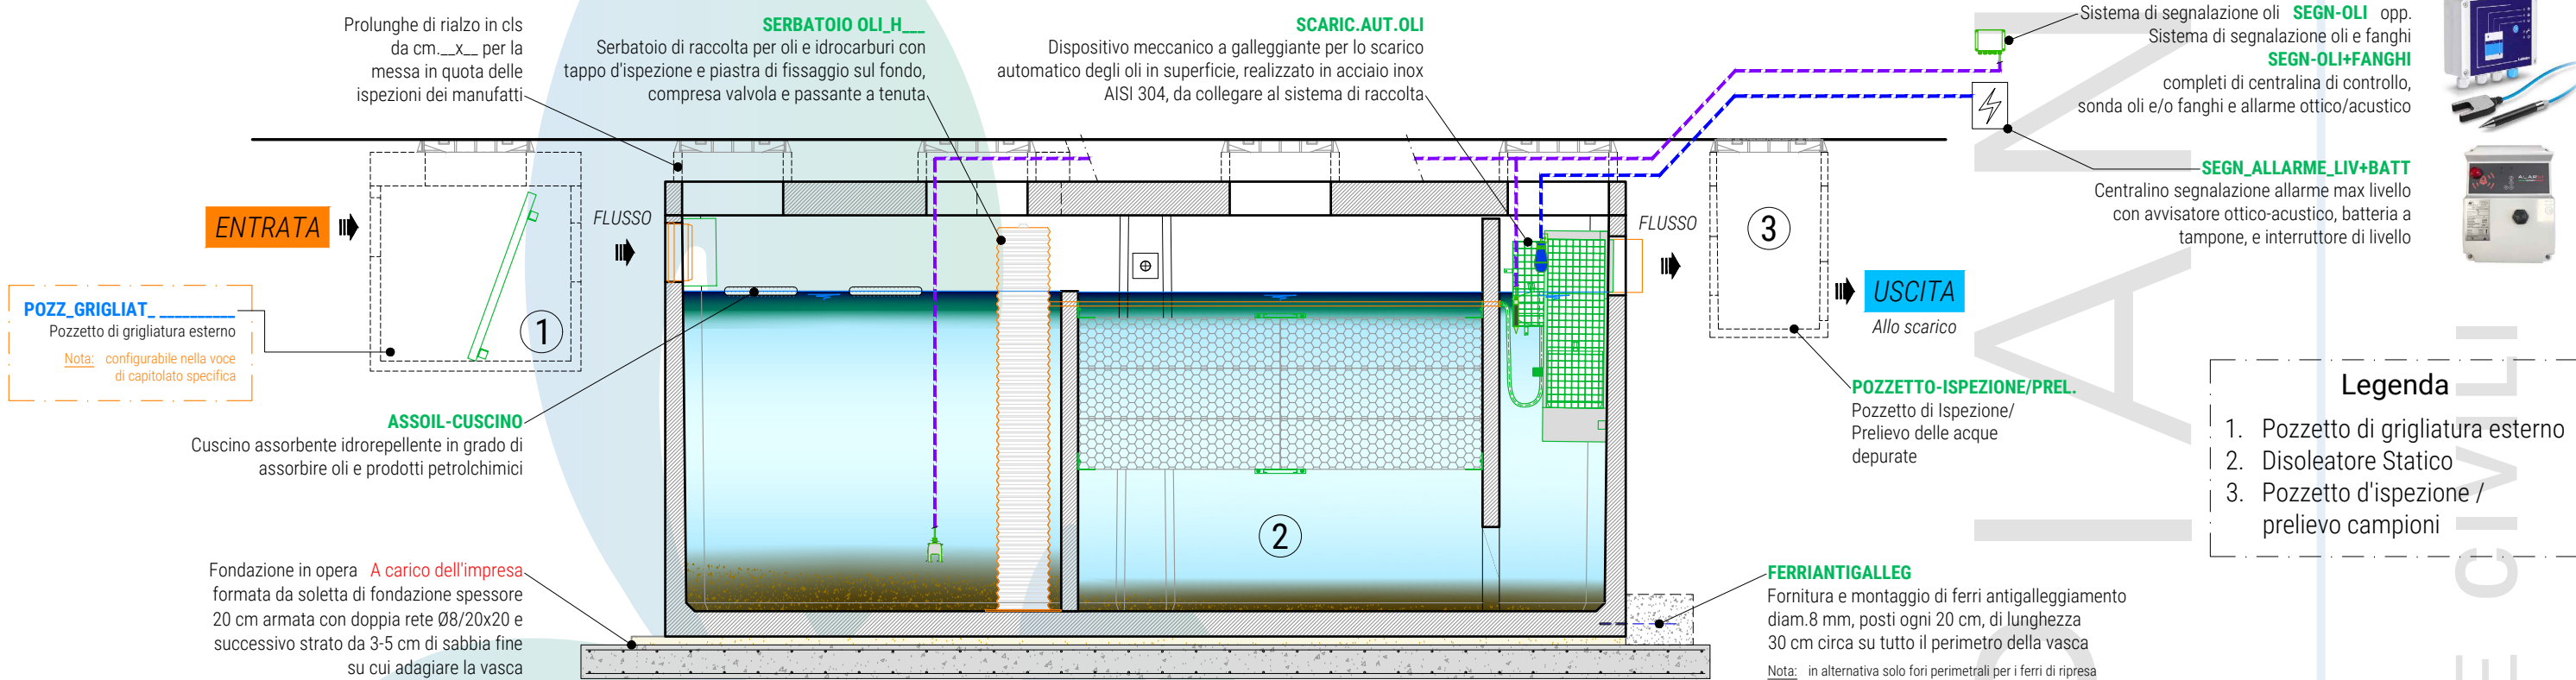 Prolunghe di rialzo in cls
da cm.__x__ per la
messa in quota delle
ispezioni dei manufatti
SERBATOIO OLI_H___
Serbatoio di raccolta per oli e idrocarburi con
tappo d'ispezione e piastra di fissaggio sul fondo,
compresa valvola e passante a tenuta
SCARIC.AUT.OLI
Dispositivo meccanico a galleggiante per lo scarico
automatico degli oli in superficie, realizzato in acciaio inox
AISI 304, da collegare al sistema di raccolta
Sistema di segnalazione oli SEGN-OLI opp.
Sistema di segnalazione oli e fanghi
SEGN-OLI+FANGHI
completi di centralina di controllo,
sonda oli e/o fanghi e allarme ottico/acustico
SEGN_ALLARME_LIV+BATT
Centralino segnalazione allarme max livello
con avvisatore ottico-acustico, batteria a
tampone, e interruttore di livello
ENTRATA
FLUSSO
FLUSSO
USCITA
Allo scarico
POZZ_GRIGLIAT_ __________
Pozzetto di grigliatura esterno
Nota: configurabile nella voce
di capitolato specifica
1
2
3
ASSOIL-CUSCINO
Cuscino assorbente idrorepellente in grado di
assorbire oli e prodotti petrolchimici
POZZETTO-ISPEZIONE/PREL.
Pozzetto di Ispezione/
Prelievo delle acque
depurate
Legenda
1. Pozzetto di grigliatura esterno
2. Disoleatore Statico
3. Pozzetto d'ispezione /
prelievo campioni
Fondazione in opera A carico dell'impresa
formata da soletta di fondazione spessore
20 cm armata con doppia rete Ø8/20x20 e
successivo strato da 3-5 cm di sabbia fine
su cui adagiare la vasca
FERRIANTIGALLEG
Fornitura e montaggio di ferri antigalleggiamento
diam.8 mm, posti ogni 20 cm, di lunghezza
30 cm circa su tutto il perimetro della vasca
Nota: in alternativa solo fori perimetrali per i ferri di ripresa
E CIVILI